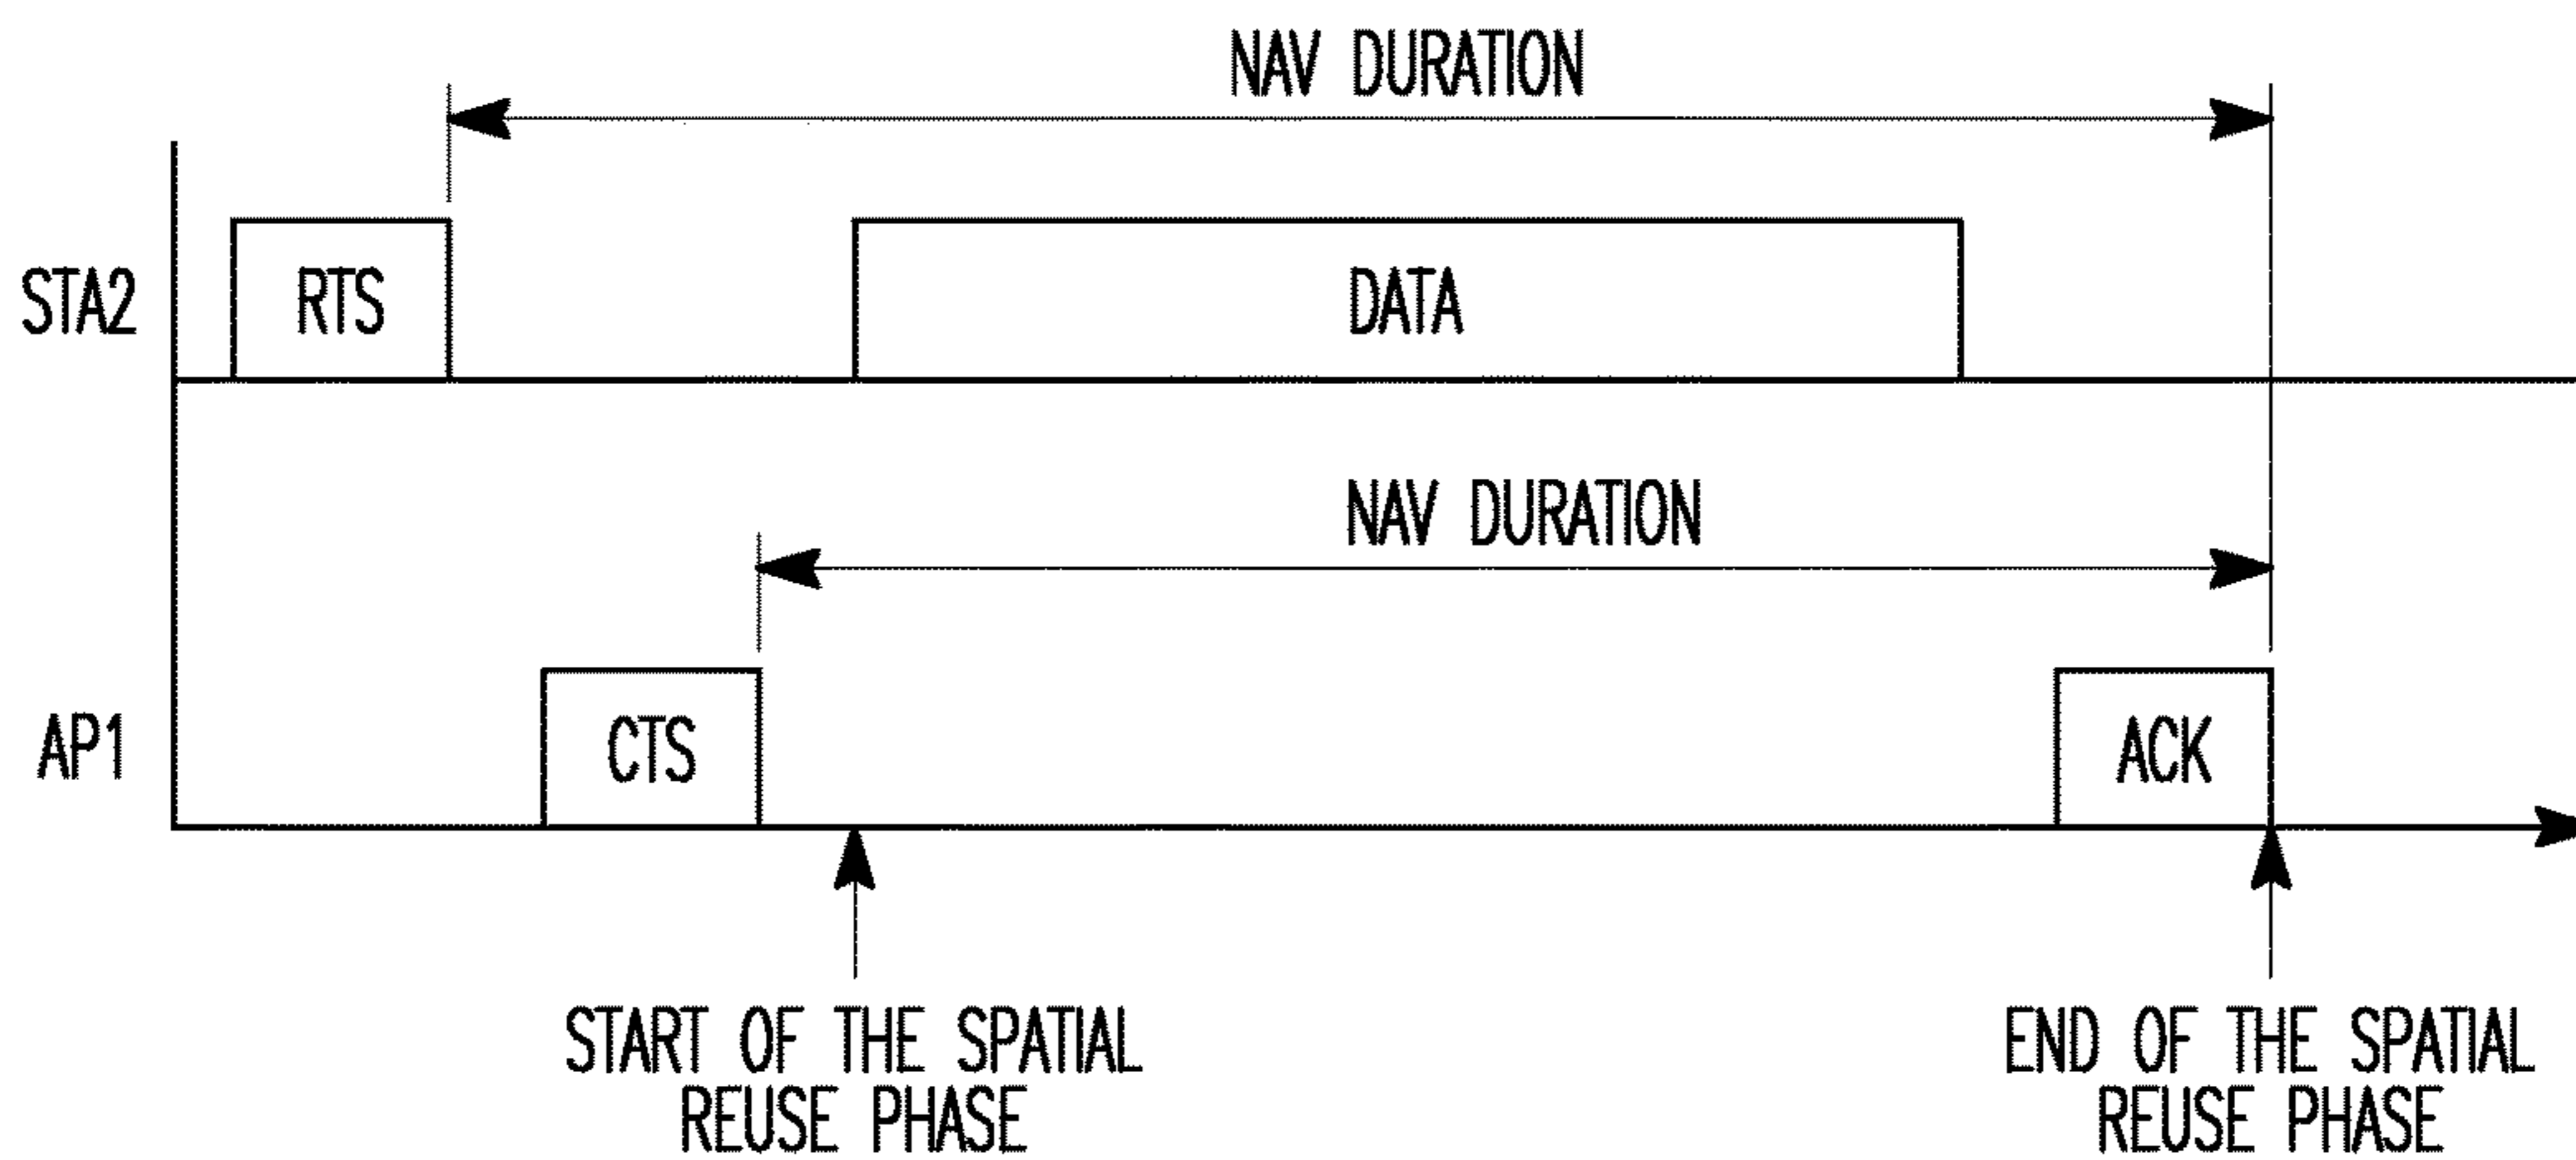 NAV DURATION
STA2
RTS
DATA
NAV DURATION
AP1
CTS
ACK
START OF THE SPATIAL
REUSE PHASE
END OF THE SPATIAL
REUSE PHASE